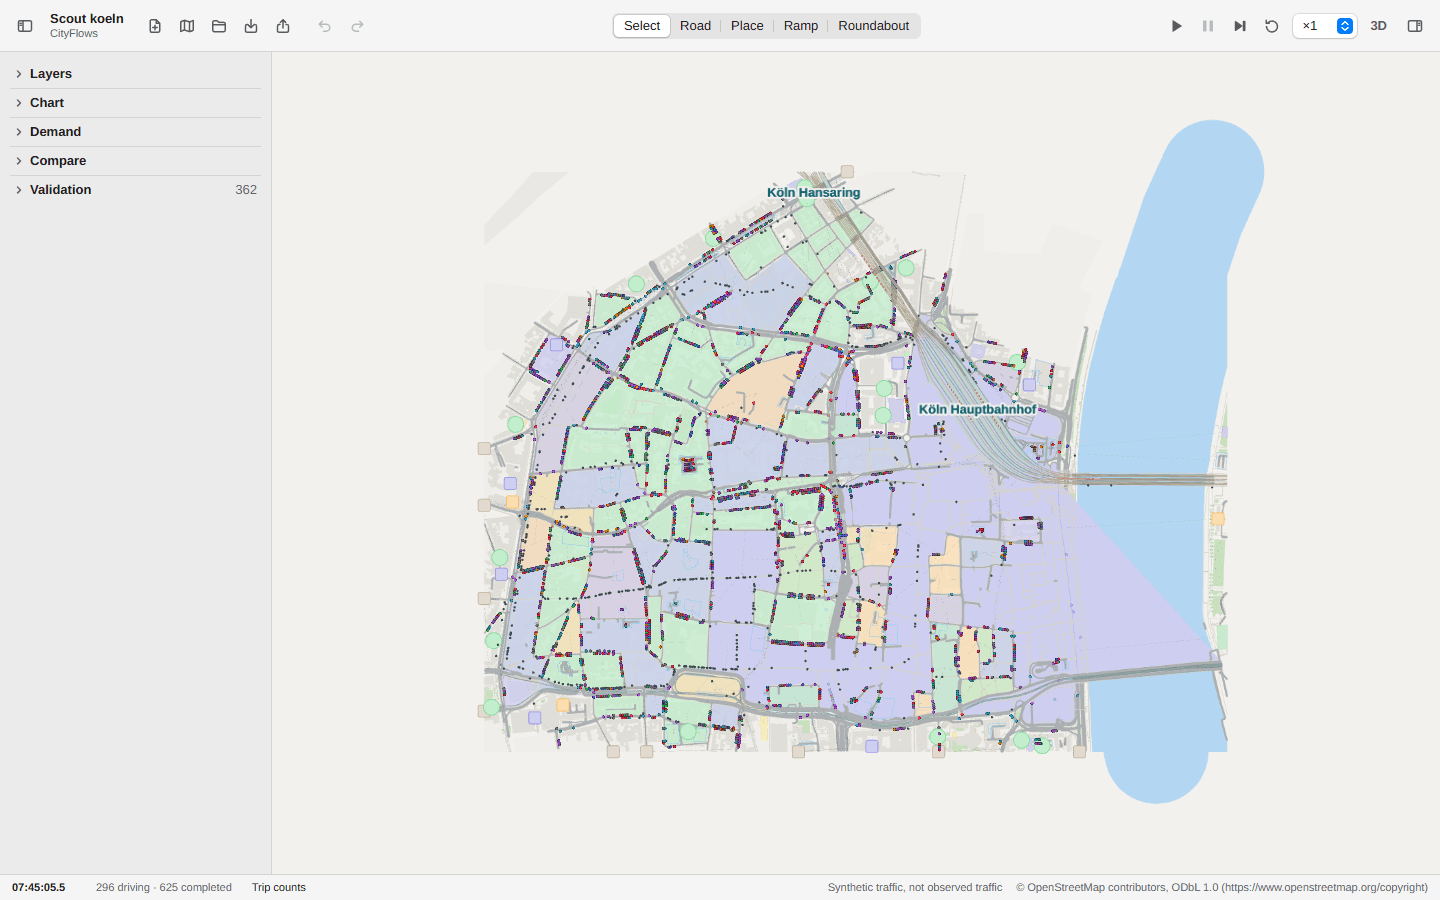 Scout koeln
CityFlows
Select
Road
Place
Ramp
Roundabout
×1
3D
Layers
Chart
Demand
Compare
Validation
362
Köln Hansaring
Köln Hauptbahnhof
07:45:05.5
296 driving · 625 completed
Trip counts
Synthetic traffic, not observed traffic
© OpenStreetMap contributors, ODbL 1.0 (https://www.openstreetmap.org/copyright)